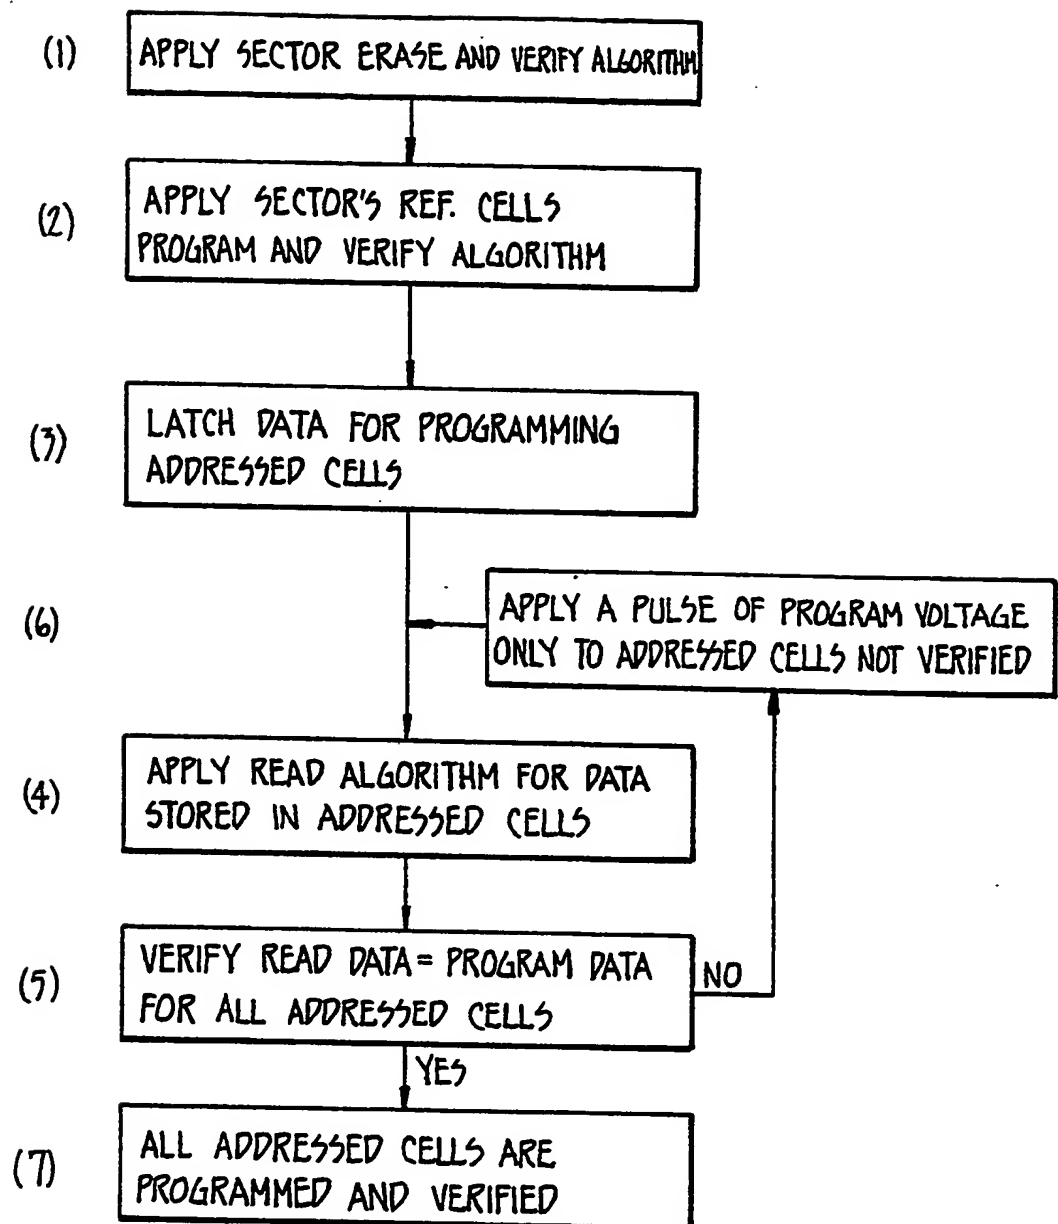 (1)
APPLY SECTOR ERASE AND VERIFY ALGORITHM
(2)
APPLY SECTOR'S REF. CELLS
PROGRAM AND VERIFY ALGORITHM
(3)
LATCH DATA FOR PROGRAMMING
ADDRESSED CELLS
(6)
APPLY A PULSE OF PROGRAM VOLTAGE
ONLY TO ADDRESSED CELLS NOT VERIFIED
(4)
APPLY READ ALGORITHM FOR DATA
STORED IN ADDRESSED CELLS
(5)
VERIFY READ DATA = PROGRAM DATA
FOR ALL ADDRESSED CELLS
NO
YES
(7)
ALL ADDRESSED CELLS ARE
PROGRAMMED AND VERIFIED